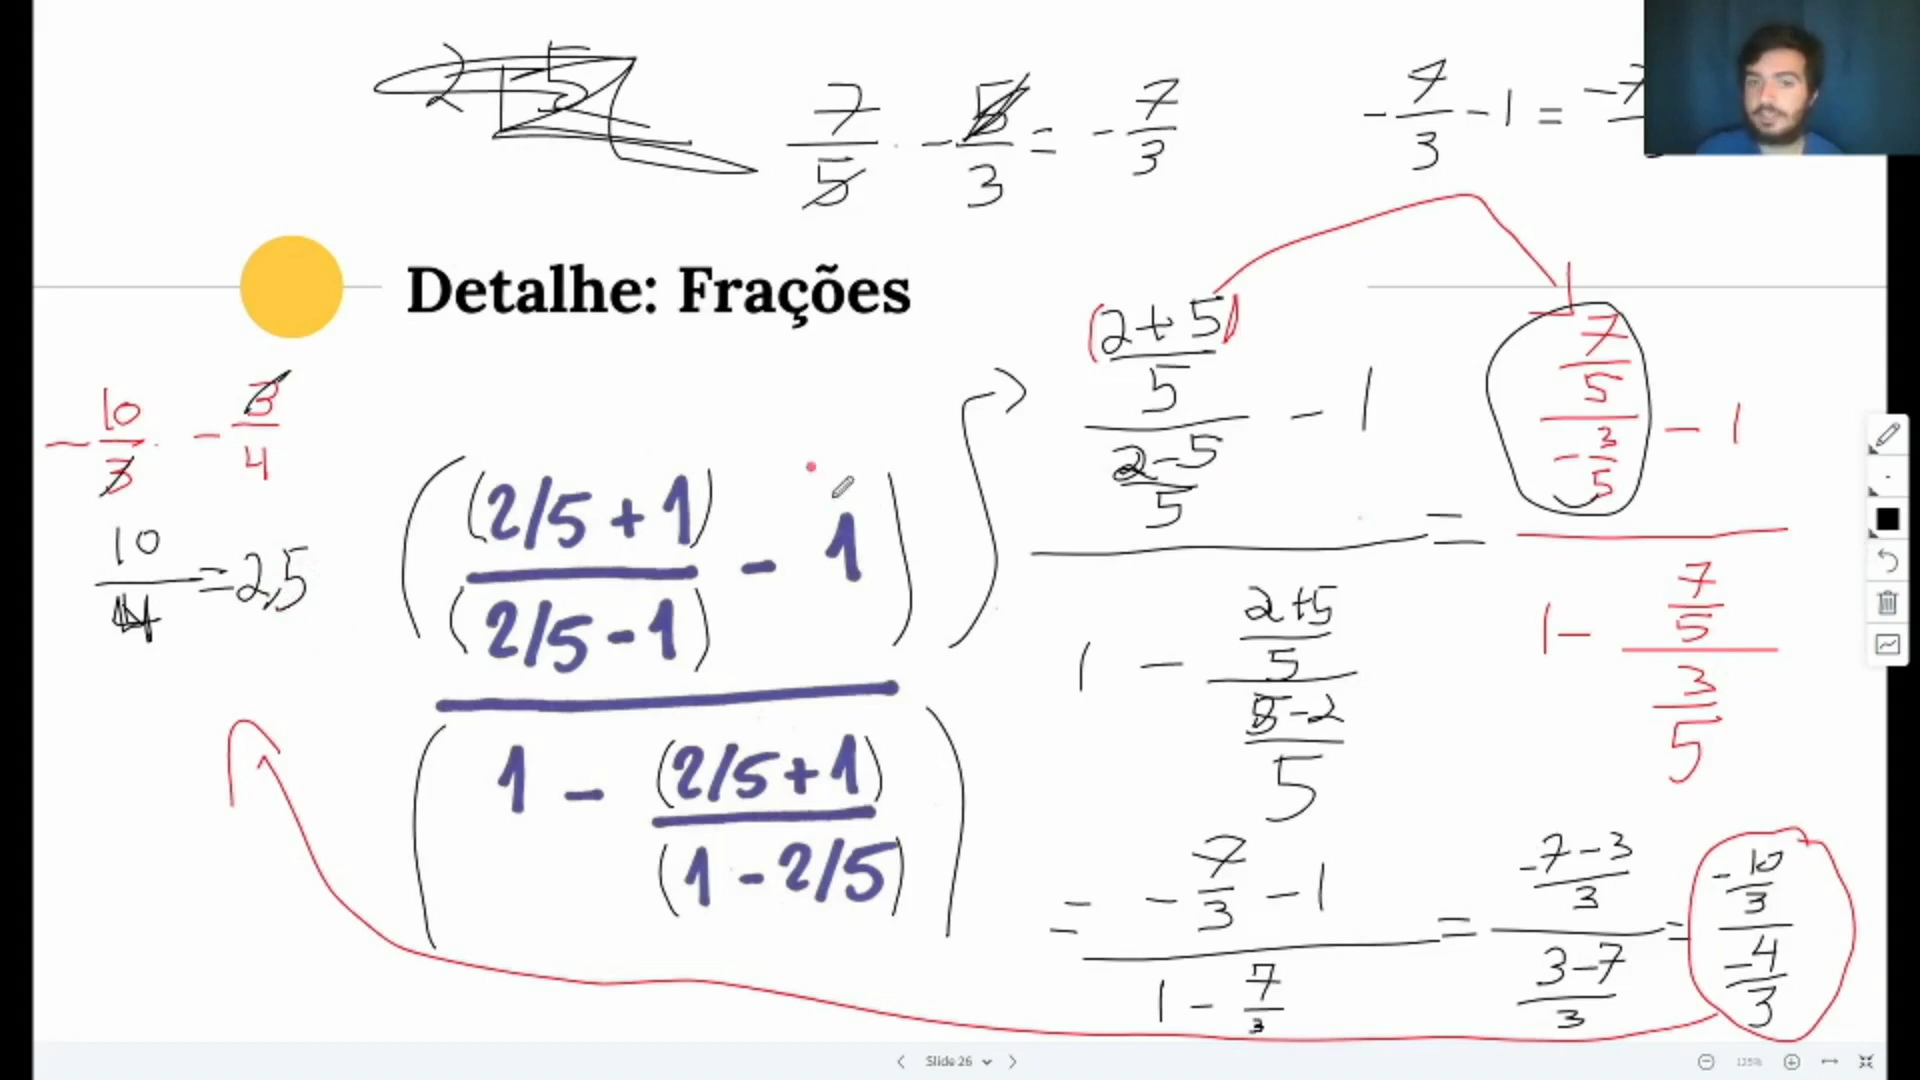 7/5 . - 5/3 = - 7/3
- 7/3 - 1 = -7
Detalhe: Frações
- 10/3 . - 3/4
10/4 = 2,5
(2/5 + 1)
- 1
(2/5 - 1)
1 - (2/5 + 1)
(1 - 2/5)
(2+5)
5
- 1
2-5
5
=
7
5
- 1
- 3
5
1 - 2+5
5
5-2
5
1 - 7
5
3
5
= - 7/3 - 1
1 - 7/3
= -7-3
3
3-7
3
= - 10
3
-4
3
Slide 26
125%